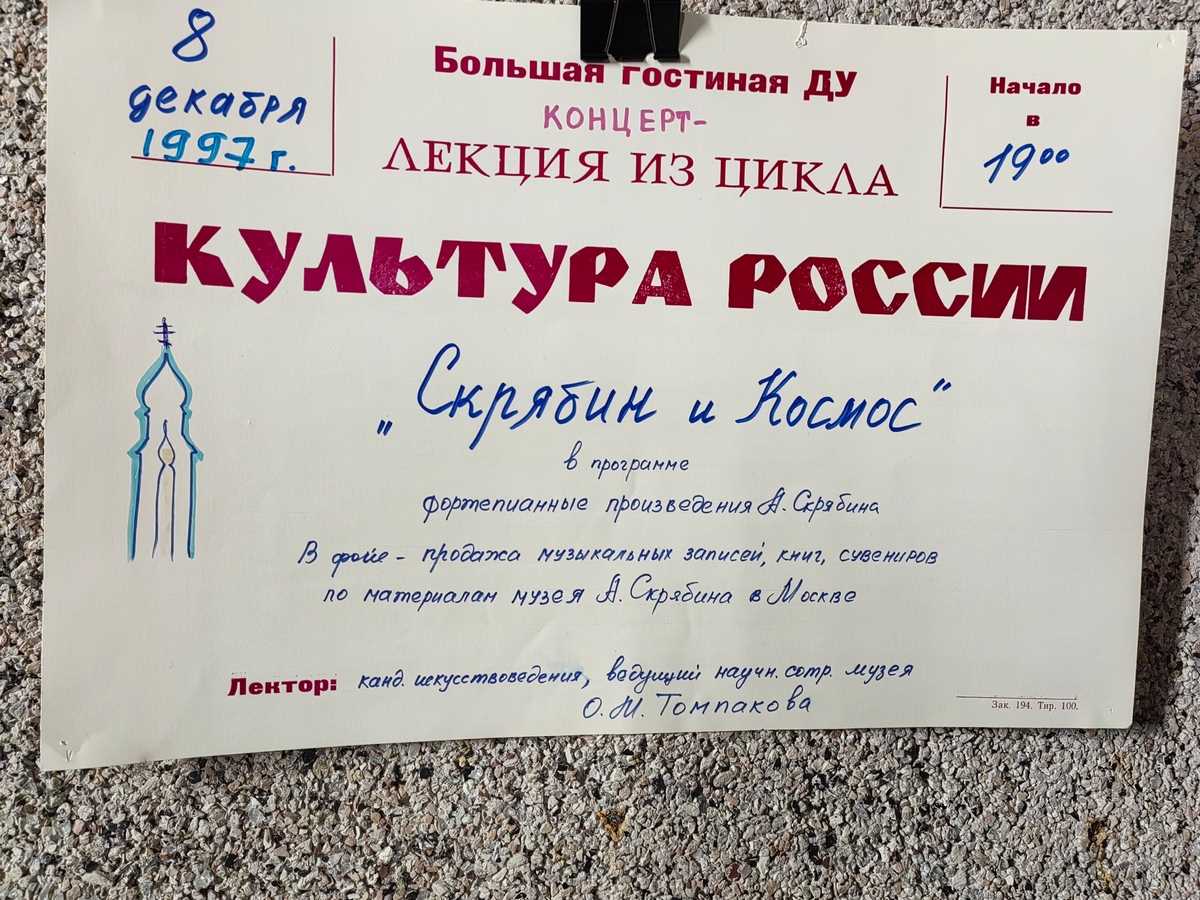 8
декабря
1997 г.
Большая гостиная ДУ
КОНЦЕРТ-
ЛЕКЦИЯ ИЗ ЦИКЛА
Начало
в
19⁰⁰
КУЛЬТУРА РОССИИ
„Скрябин и Космос"
в программе
фортепианные произведения А. Скрябина
В фойе - продажа музыкальных записей, книг, сувениров
по материалам музея А. Скрябина в Москве
Лектор: канд. искусствоведения, ведущий научн. сотр. музея
О. М. Томпакова
Зак. 194. Тир. 100.